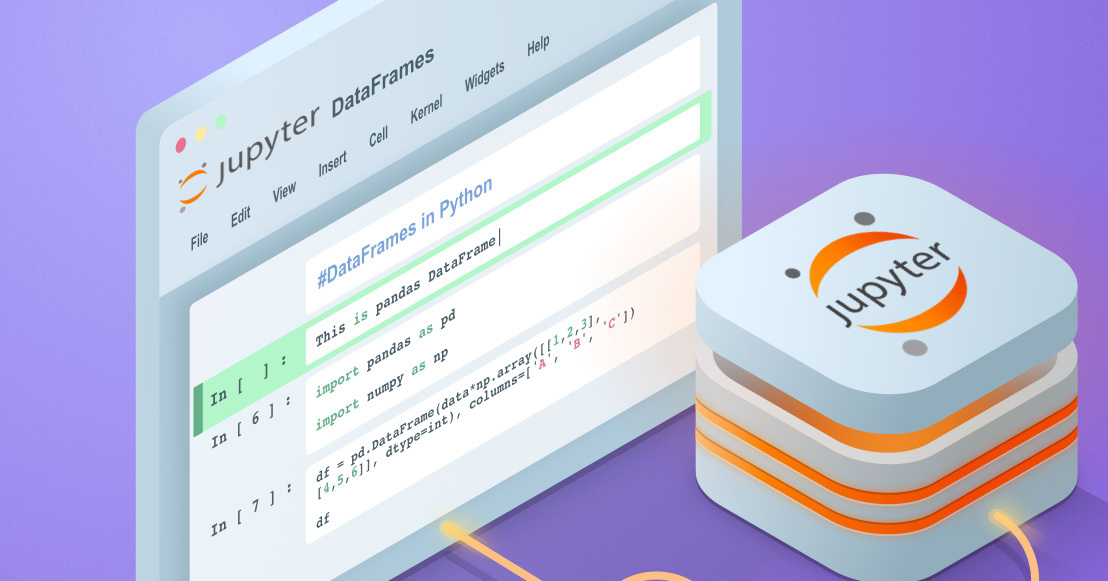 jupyter DataFrames
File Edit View Insert Cell Kernel Widgets Help
#DataFrames in Python
In [ ] : This is pandas DataFrame
In [ 6 ] : import pandas as pd
import numpy as np
In [ 7 ] : df = pd.DataFrame(data*np.array([[1,2,3],
[4,5,6]], dtype=int), columns=['A', 'B', 'C'])
df
jupyter